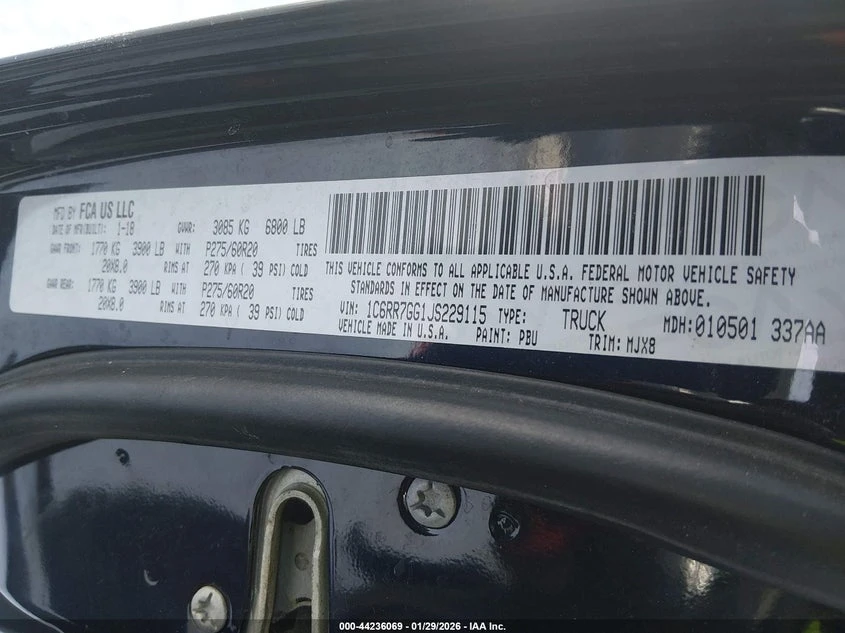 MFD BY FCA US LLC
DATE OF MFR(BUILT): 1-18 GVWR: 3085 KG 6800 LB
GAWR FRONT: 1770 KG 3900 LB WITH P275/60R20 TIRES
20X8.0 RIMS AT 270 KPA ( 39 PSI) COLD
GAWR REAR: 1770 KG 3900 LB WITH P275/60R20 TIRES
20X8.0 RIMS AT 270 KPA ( 39 PSI) COLD
THIS VEHICLE CONFORMS TO ALL APPLICABLE U.S.A. FEDERAL MOTOR VEHICLE SAFETY
STANDARDS IN EFFECT ON THE DATE OF MANUFACTURE SHOWN ABOVE.
VIN: 1C6RR7GG1JS229115 TYPE: TRUCK MDH:010501 337AA
VEHICLE MADE IN U.S.A. PAINT: PBU TRIM: MJX8
000-44236069 | 01/29/2026 - IAA Inc.